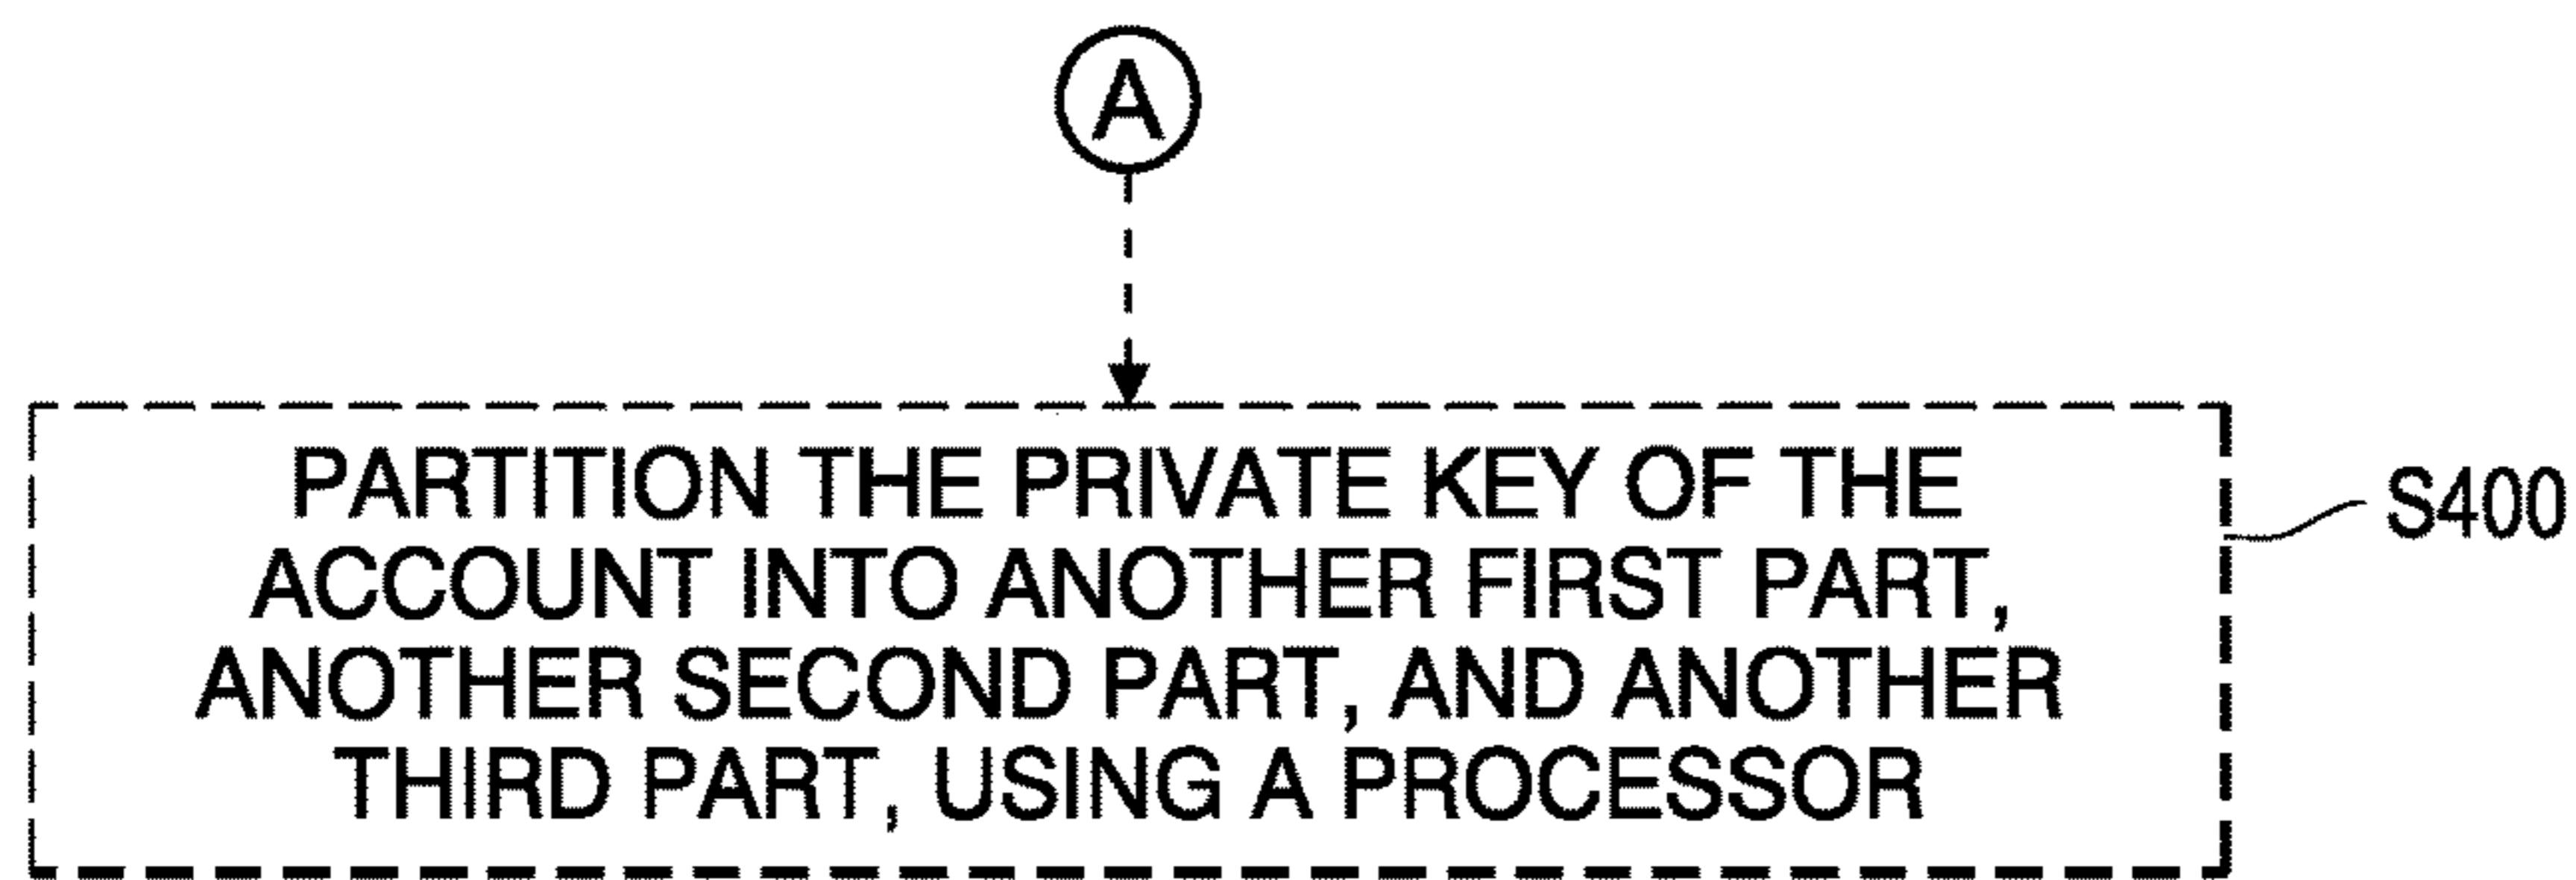 A
PARTITION THE PRIVATE KEY OF THE
ACCOUNT INTO ANOTHER FIRST PART,
ANOTHER SECOND PART, AND ANOTHER
THIRD PART, USING A PROCESSOR
S400